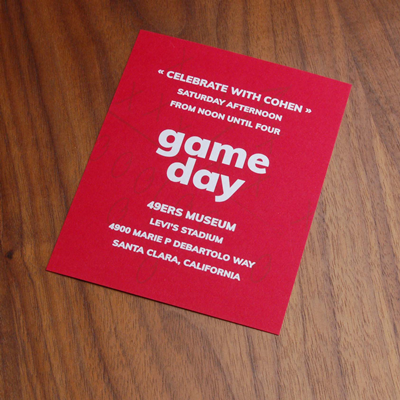 « CELEBRATE WITH COHEN »
SATURDAY AFTERNOON
FROM NOON UNTIL FOUR
game
day
49ERS MUSEUM
LEVI'S STADIUM
4900 MARIE P DEBARTOLO WAY
SANTA CLARA, CALIFORNIA